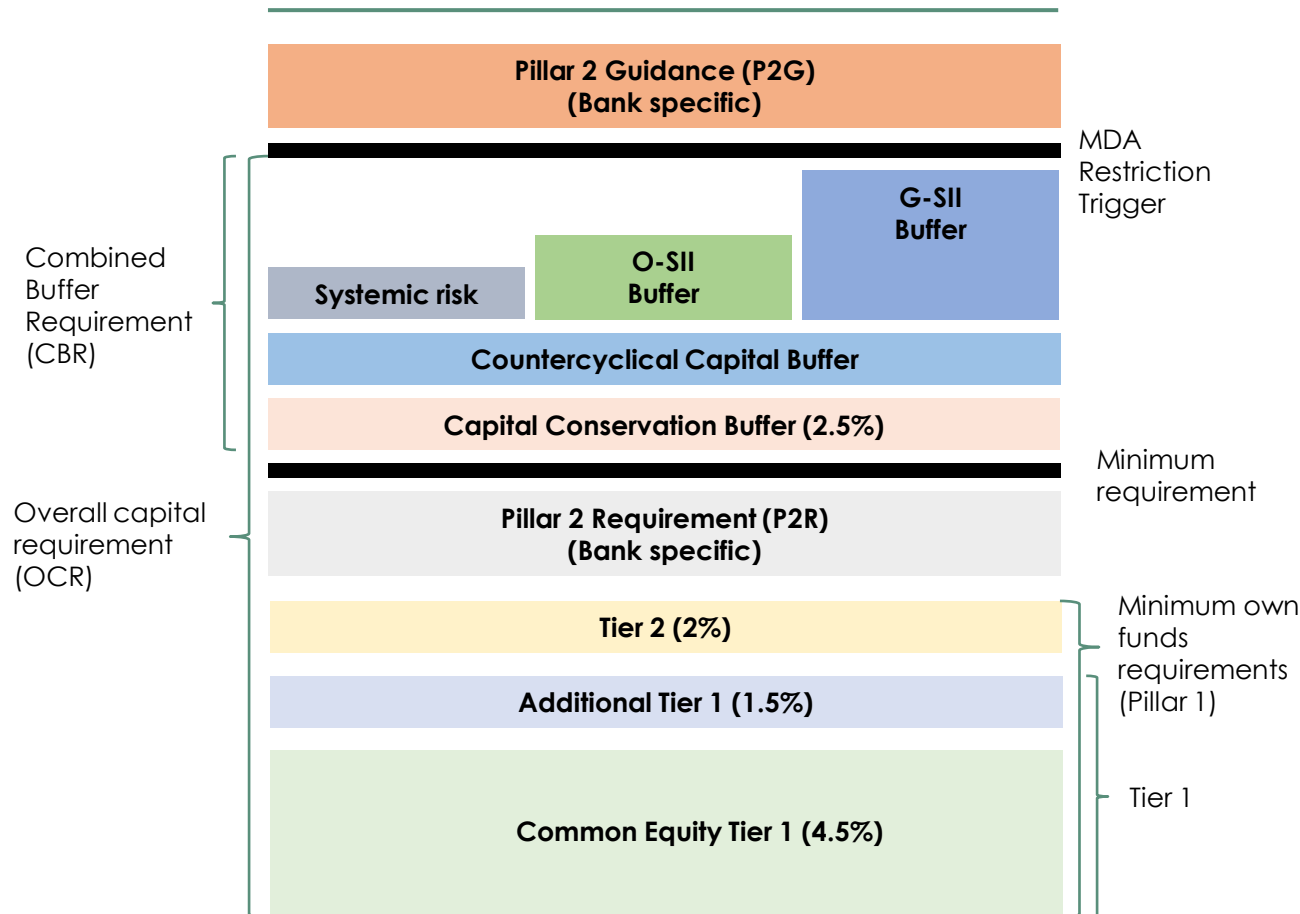 Pillar 2 Guidance (P2G)
(Bank specific)
MDA
Restriction
Trigger
G-SII
Buffer
O-SII
Buffer
Systemic risk
Combined
Buffer
Requirement
(CBR)
Countercyclical Capital Buffer
Capital Conservation Buffer (2.5%)
Minimum
requirement
Overall capital
requirement
(OCR)
Pillar 2 Requirement (P2R)
(Bank specific)
Tier 2 (2%)
Minimum own
funds
requirements
(Pillar 1)
Additional Tier 1 (1.5%)
Tier 1
Common Equity Tier 1 (4.5%)